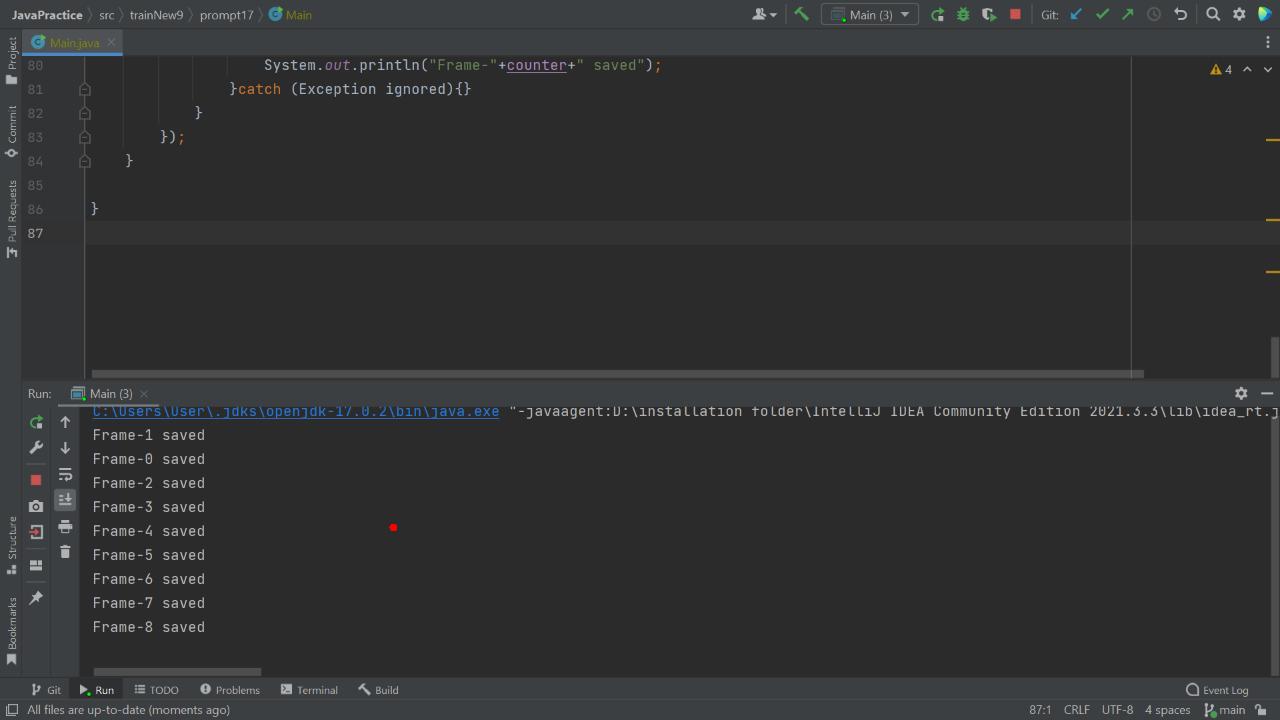 JavaPractice src trainNew9 prompt17 Main
Main (3)
Git:
Main.java
Project
Commit
Pull Requests
Structure
Bookmarks
4
80 System.out.println("Frame-"+counter+" saved");
81 }catch (Exception ignored){}
82 }
83 });
84 }
85
86 }
87
Run: Main (3)
C:\Users\User\.jdks\openjdk-17.0.2\bin\java.exe "-javaagent:D:\installation folder\IntelliJ IDEA Community Edition 2021.3.3\lib\idea_rt.j
Frame-1 saved
Frame-0 saved
Frame-2 saved
Frame-3 saved
Frame-4 saved
Frame-5 saved
Frame-6 saved
Frame-7 saved
Frame-8 saved
Git Run TODO Problems Terminal Build Event Log
All files are up-to-date (moments ago) 87:1 CRLF UTF-8 4 spaces main